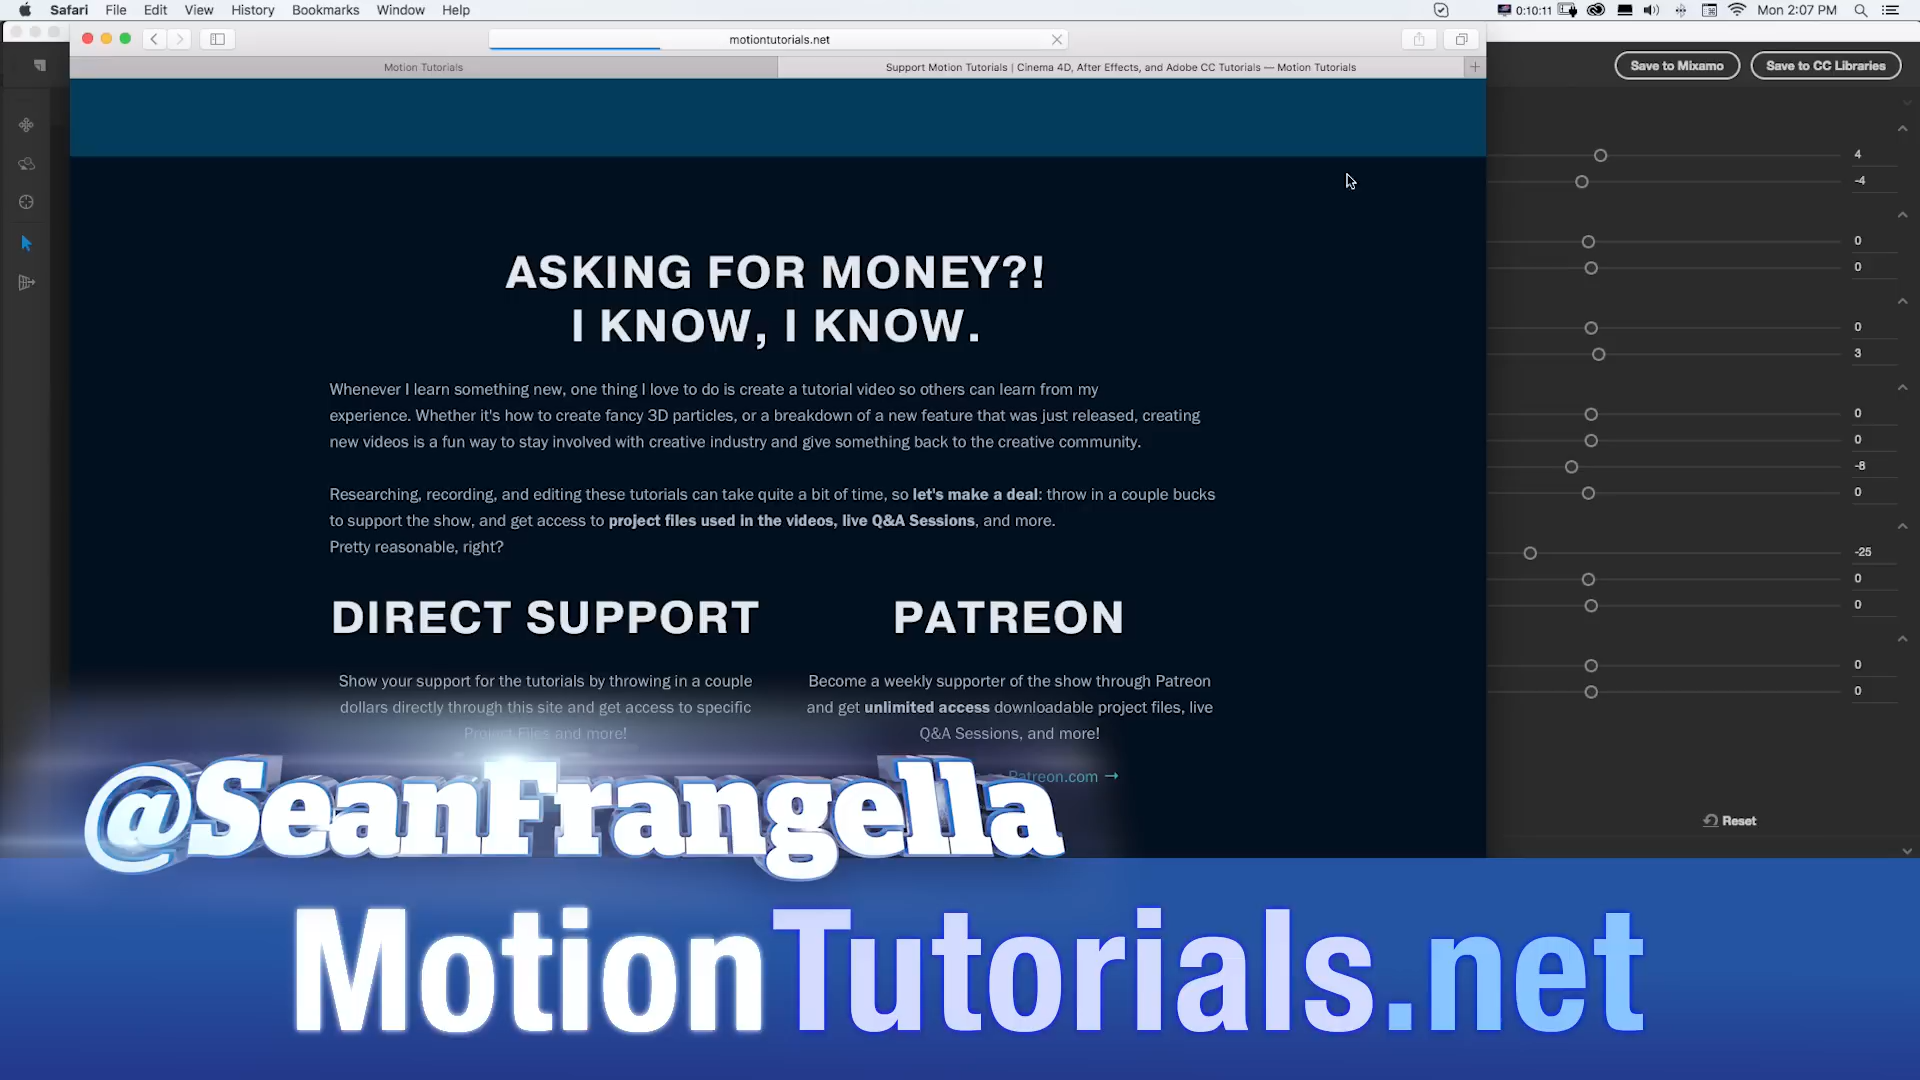 Safari File Edit View History Bookmarks Window Help 0:10:11 Mon 2:07 PM
motiontutorials.net
Motion Tutorials
Support Motion Tutorials | Cinema 4D, After Effects, and Adobe CC Tutorials — Motion Tutorials
Save to Mixamo
Save to CC Libraries
ASKING FOR MONEY?!
I KNOW, I KNOW.
Whenever I learn something new, one thing I love to do is create a tutorial video so others can learn from my
experience. Whether it's how to create fancy 3D particles, or a breakdown of a new feature that was just released, creating
new videos is a fun way to stay involved with creative industry and give something back to the creative community.
Researching, recording, and editing these tutorials can take quite a bit of time, so let's make a deal: throw in a couple bucks
to support the show, and get access to project files used in the videos, live Q&A Sessions, and more.
Pretty reasonable, right?
DIRECT SUPPORT
Show your support for the tutorials by throwing in a couple
dollars directly through this site and get access to specific
Project Files and more!
PATREON
Become a weekly supporter of the show through Patreon
and get unlimited access downloadable project files, live
Q&A Sessions, and more!
Patreon.com →
4
-4
0
0
0
3
0
0
-8
0
-25
0
0
0
0
Reset
@SeanFrangella
MotionTutorials.net